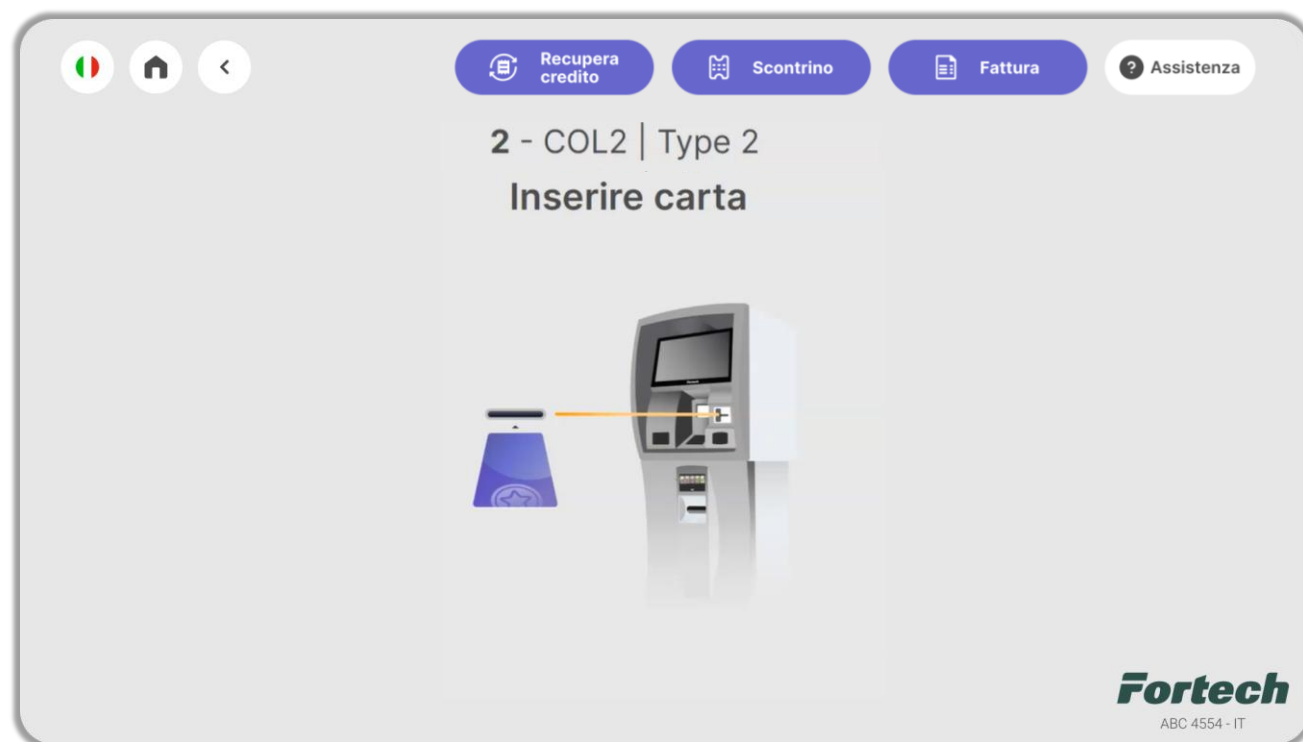 Recupera
credito
Scontrino
Fattura
? Assistenza
2 - COL2 | Type 2
Inserire carta
Fortech
ABC 4554 - IT